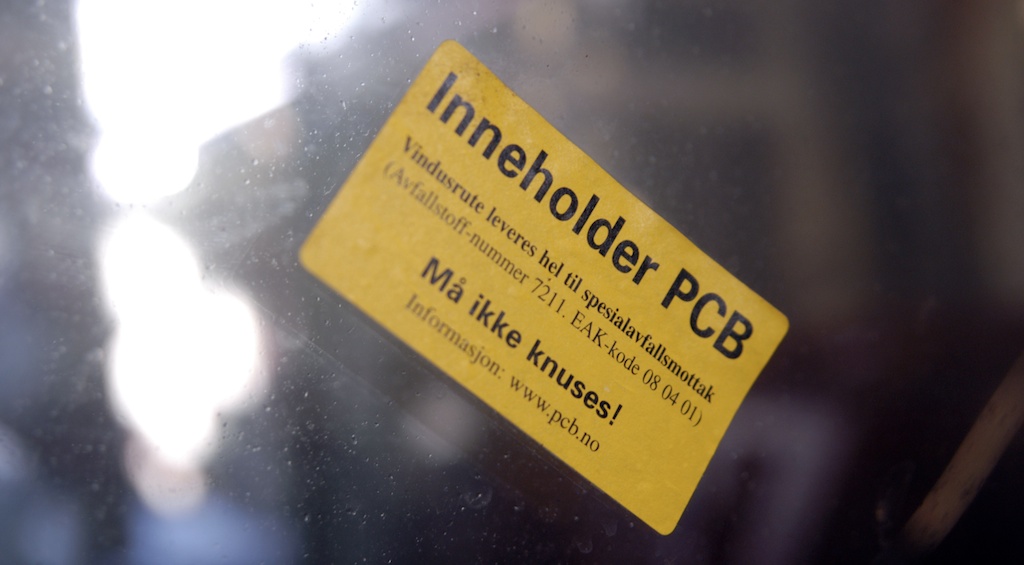 Inneholder PCB
Vindusrute leveres hel til spesialavfallsmottak
(Avfallstoff-nummer 7211. EAK-kode 08 04 01)
Må ikke knuses!
Informasjon: www.pcb.no